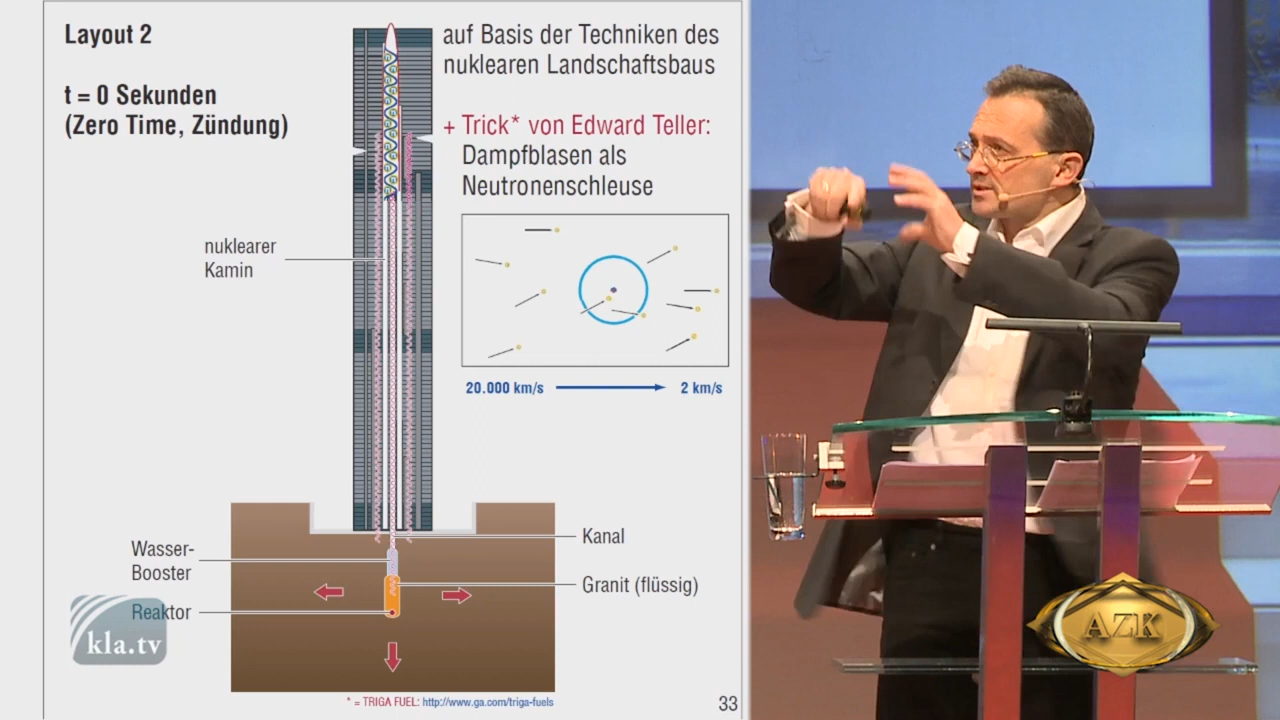 Layout 2
t = 0 Sekunden
(Zero Time, Zündung)
auf Basis der Techniken des
nuklearen Landschaftsbaus
+ Trick* von Edward Teller:
Dampfblasen als
Neutronenschleuse
20.000 km/s
2 km/s
nuklearer
Kamin
Kanal
Wasser-
Booster
Granit (flüssig)
Reaktor
kla.tv
AZK
* = TRIGA FUEL: http://www.ga.com/triga-fuels
33